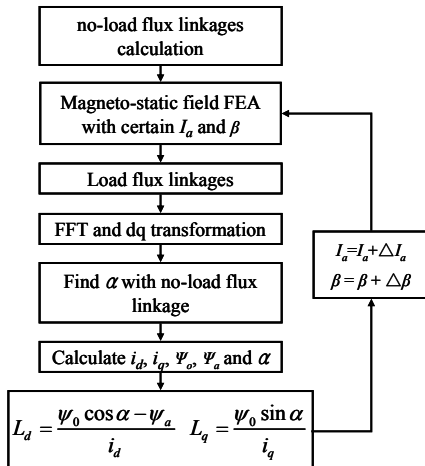 no-load flux linkages
calculation
Magneto-static field FEA
with certain Iₐ and β
Load flux linkages
FFT and dq transformation
Find α with no-load flux
linkage
Calculate i_d, i_q, Ψ_o, Ψ_a and α
L_d = (ψ_0 cos α − ψ_a) / i_d L_q = (ψ_0 sin α) / i_q
I_a=I_a+△I_a
β=β+△β